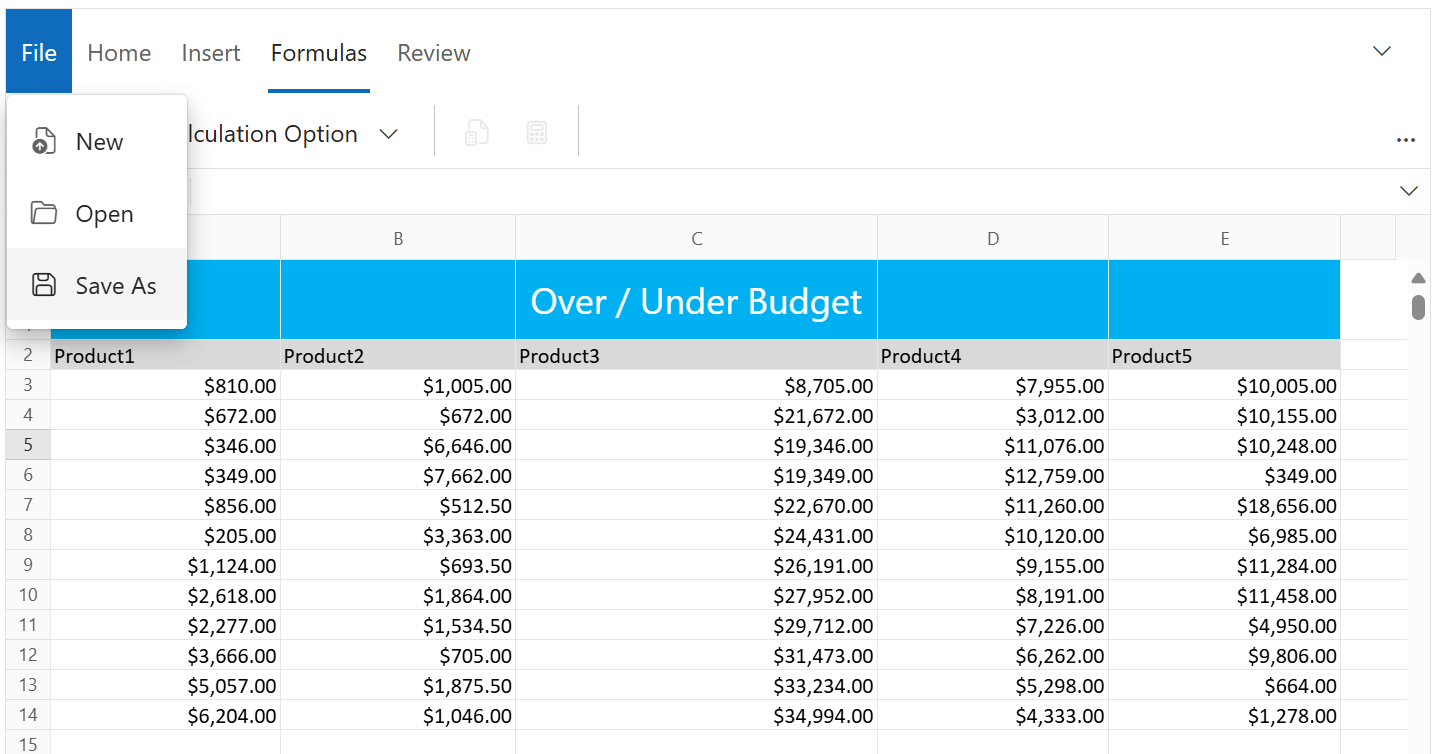 File Home Insert Formulas Review
New lculation Option
Open
B C D E
Save As
Over / Under Budget
2 Product1 Product2 Product3 Product4 Product5
3 $810.00 $1,005.00 $8,705.00 $7,955.00 $10,005.00
4 $672.00 $672.00 $21,672.00 $3,012.00 $10,155.00
5 $346.00 $6,646.00 $19,346.00 $11,076.00 $10,248.00
6 $349.00 $7,662.00 $19,349.00 $12,759.00 $349.00
7 $856.00 $512.50 $22,670.00 $11,260.00 $18,656.00
8 $205.00 $3,363.00 $24,431.00 $10,120.00 $6,985.00
9 $1,124.00 $693.50 $26,191.00 $9,155.00 $11,284.00
10 $2,618.00 $1,864.00 $27,952.00 $8,191.00 $11,458.00
11 $2,277.00 $1,534.50 $29,712.00 $7,226.00 $4,950.00
12 $3,666.00 $705.00 $31,473.00 $6,262.00 $9,806.00
13 $5,057.00 $1,875.50 $33,234.00 $5,298.00 $664.00
14 $6,204.00 $1,046.00 $34,994.00 $4,333.00 $1,278.00
15